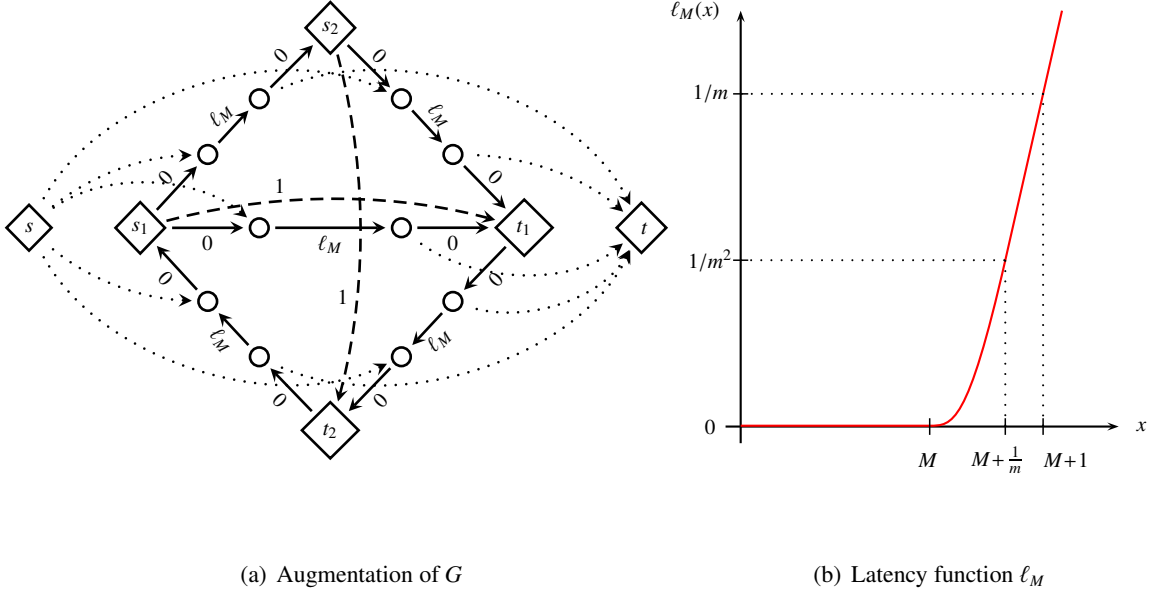 s₂
0
0
ℓ_M
ℓ_M
0
0
s
s₁
1
t₁
t
0
ℓ_M
0
0
0
1
ℓ_M
ℓ_M
0
0
t₂
(a) Augmentation of G
ℓ_M(x)
1/m
1/m²
0
x
M
M + 1/m
M+1
(b) Latency function ℓ_M